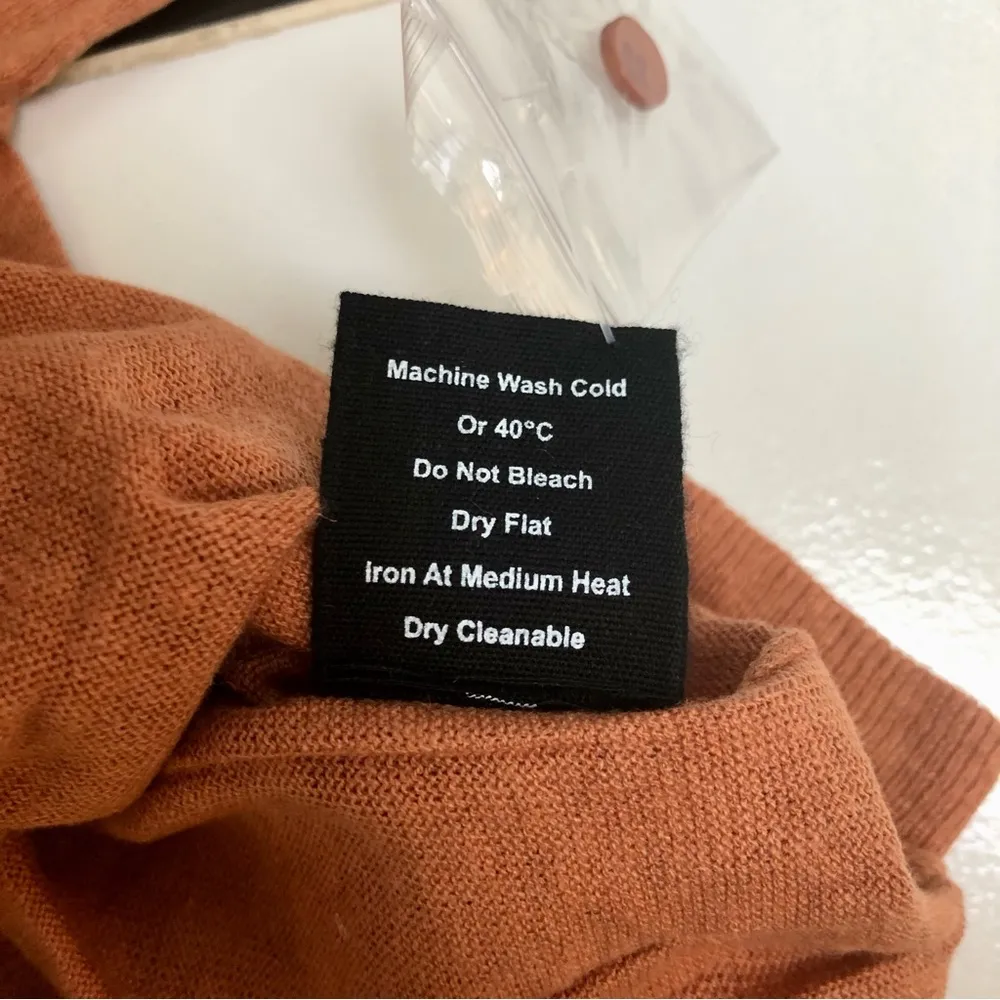 Machine Wash Cold
Or 40°C
Do Not Bleach
Dry Flat
Iron At Medium Heat
Dry Cleanable